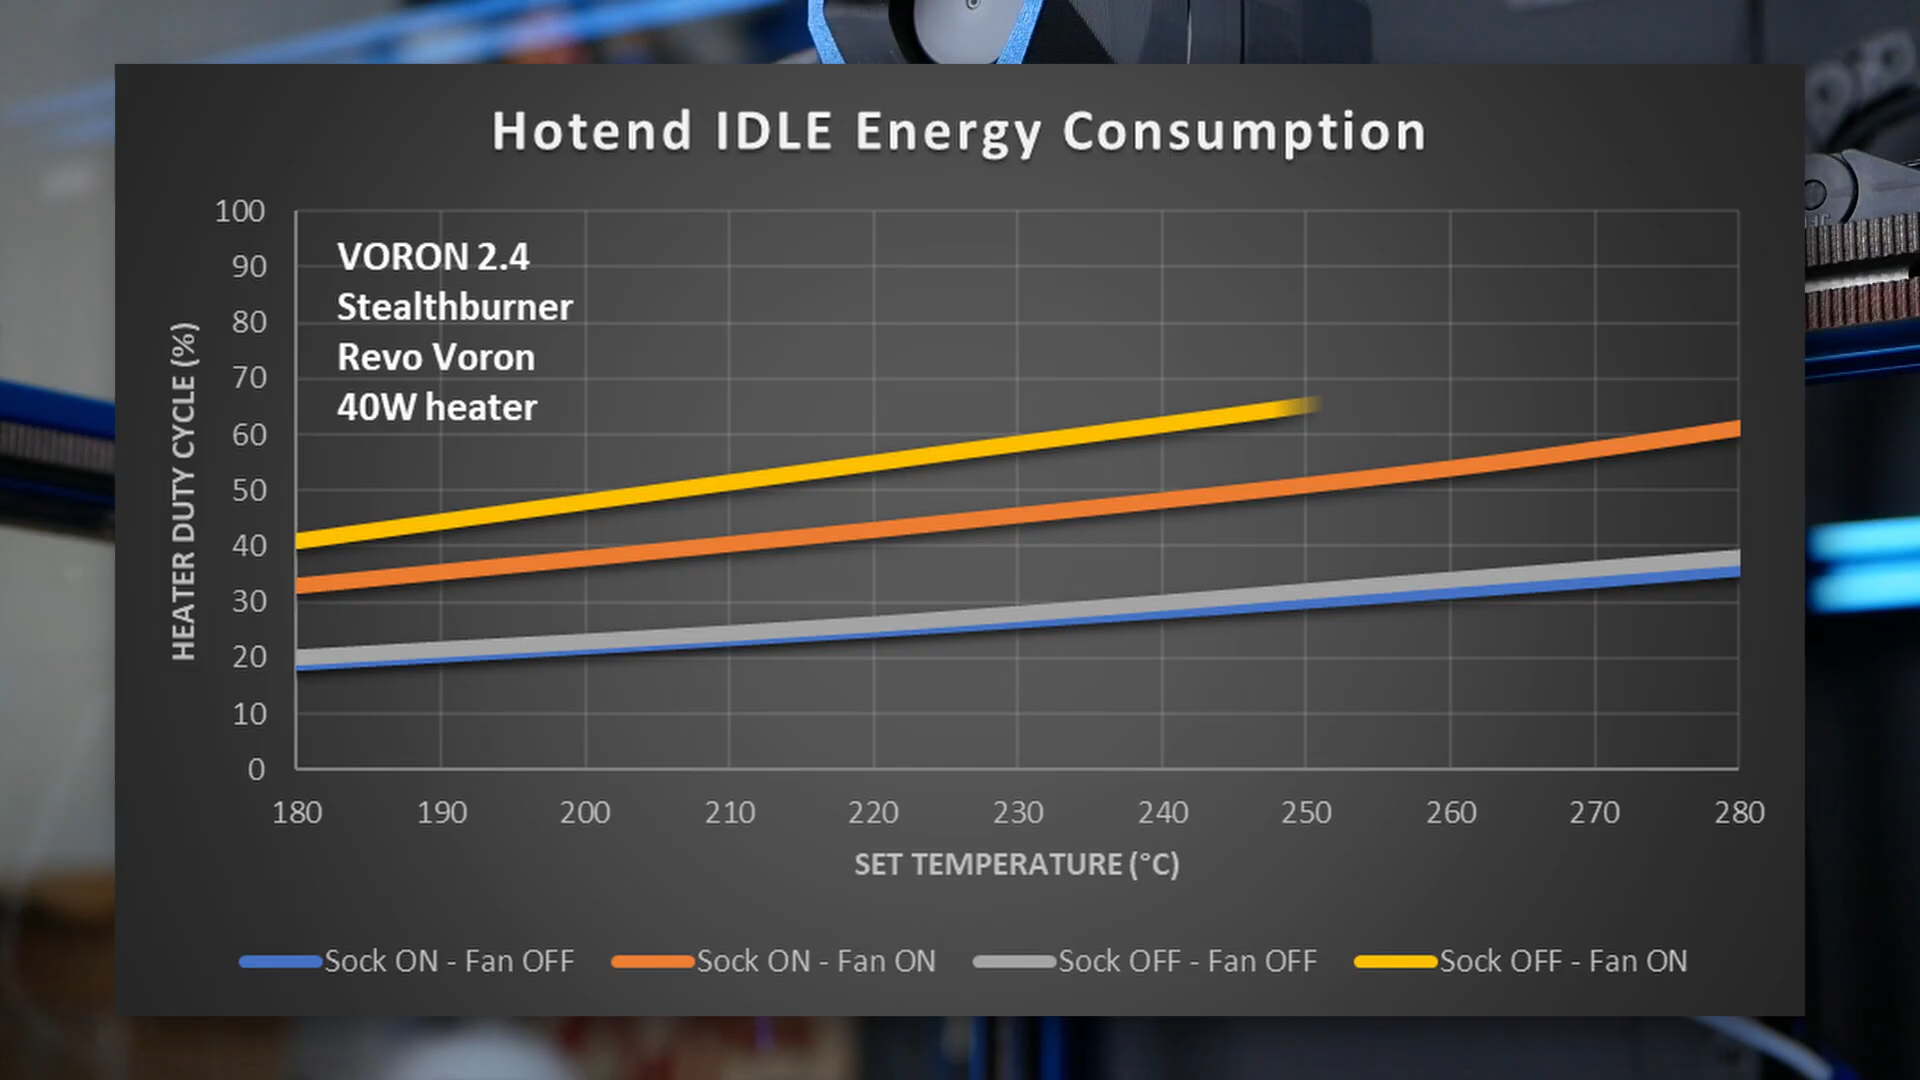 Hotend IDLE Energy Consumption
VORON 2.4
Stealthburner
Revo Voron
40W heater
HEATER DUTY CYCLE (%)
100
90
80
70
60
50
40
30
20
10
0
180 190 200 210 220 230 240 250 260 270 280
SET TEMPERATURE (°C)
Sock ON - Fan OFF Sock ON - Fan ON Sock OFF - Fan OFF Sock OFF - Fan ON